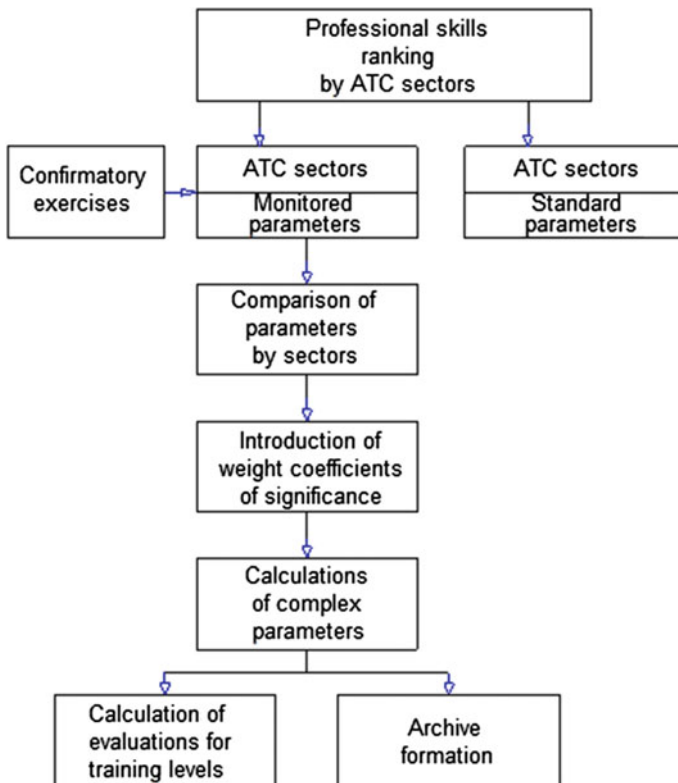 Professional skills
ranking
by ATC sectors
Confirmatory
exercises
ATC sectors
Monitored
parameters
ATC sectors
Standard
parameters
Comparison of
parameters
by sectors
Introduction of
weight coefficients
of significance
Calculations
of complex
parameters
Calculation of
evaluations for
training levels
Archive
formation